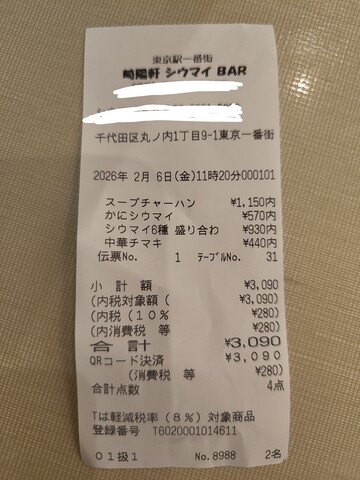 東京駅一番街
崎陽軒 シウマイ BAR
千代田区丸ノ内1丁目9-1東京一番街
2026年 2月 6日(金)11時20分000101
スープチャーハン ¥1,150内
かにシウマイ ¥570内
シウマイ6種 盛り合わ ¥930内
中華チマキ ¥440内
伝票No. 1 テーブルNo. 31
小 計 額 ¥3,090
(内税対象額 ( ¥3,090)
(内税 (10% ¥280)
(内消費税 等 ¥280)
合 計 ¥3,090
QRコード決済 ¥3,090
(消費税 等 ¥280)
合計点数 4点
Tは軽減税率(8%)対象商品
登録番号 T6020001014611
01扱1 No.8988 2名